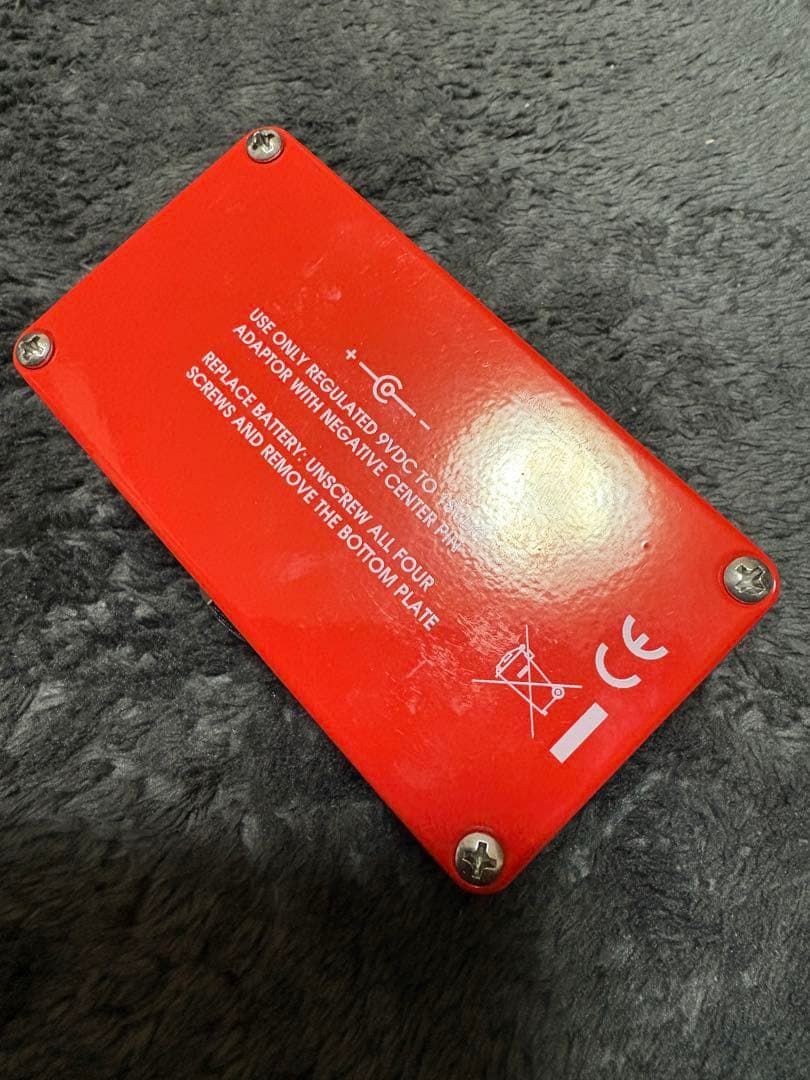 + -
USE ONLY REGULATED 9VDC TO
ADAPTOR WITH NEGATIVE CENTER PIN
REPLACE BATTERY: UNSCREW ALL FOUR
SCREWS AND REMOVE THE BOTTOM PLATE
CE